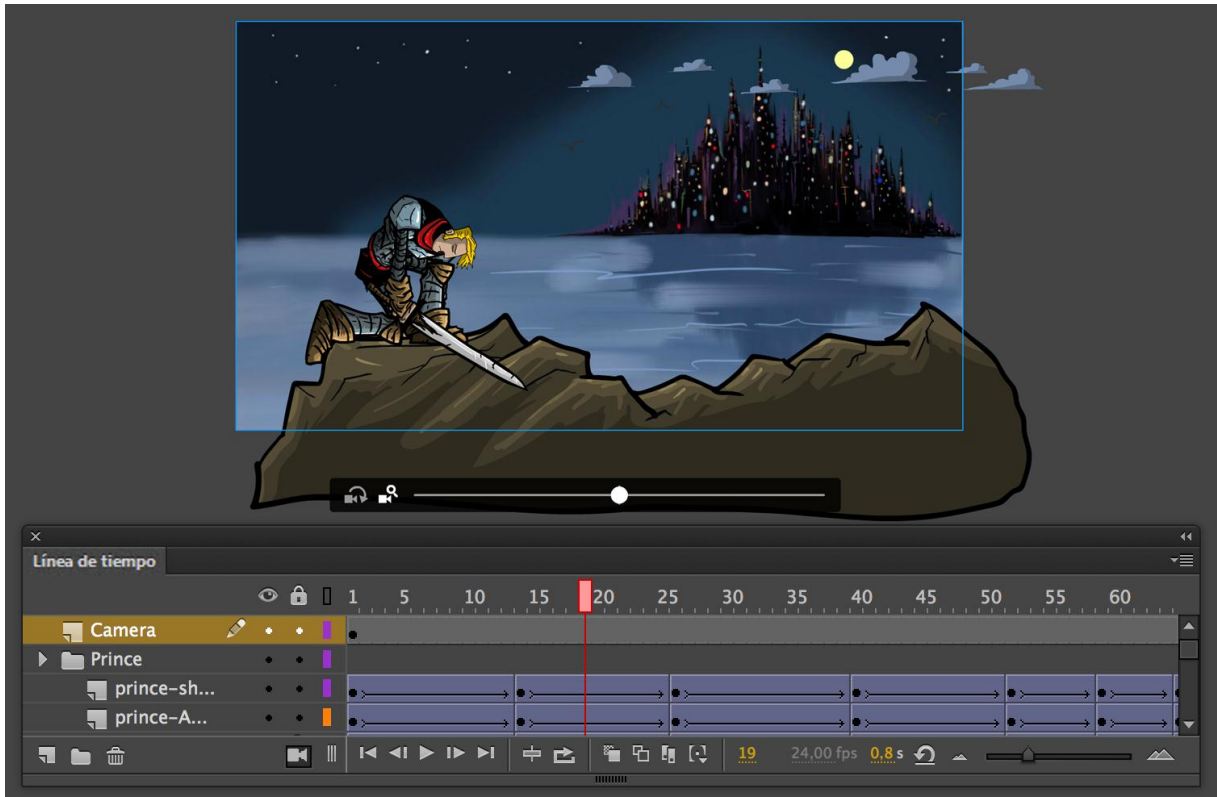 Línea de tiempo
1 5 10 15 20 25 30 35 40 45 50 55 60
Camera
Prince
prince-sh...
prince-A...
19 24,00 fps 0,8 s